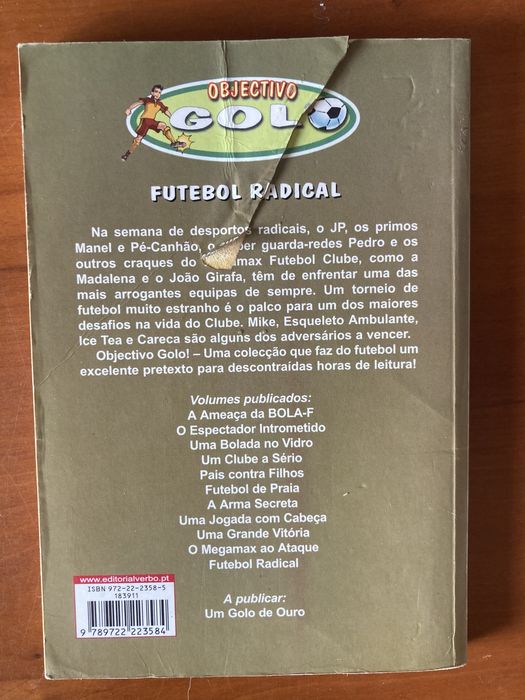 OBJECTIVO
GOLO
FUTEBOL RADICAL
Na semana de desportos radicais, o JP, os primos
Manel e Pé-Canhão, o super guarda-redes Pedro e os
outros craques do amax Futebol Clube, como a
Madalena e o João Girafa, têm de enfrentar uma das
mais arrogantes equipas de sempre. Um torneio de
futebol muito estranho é o palco para um dos maiores
desafios na vida do Clube. Mike, Esqueleto Ambulante,
Ice Tea e Careca são alguns dos adversários a vencer.
Objectivo Golo! – Uma colecção que faz do futebol um
excelente pretexto para descontraídas horas de leitura!
Volumes publicados:
A Ameaça da BOLA-F
O Espectador Intrometido
Uma Bolada no Vidro
Um Clube a Sério
Pais contra Filhos
Futebol de Praia
A Arma Secreta
Uma Jogada com Cabeça
Uma Grande Vitória
O Megamax ao Ataque
Futebol Radical
A publicar:
Um Golo de Ouro
www.editorialverbo.pt
ISBN 972-22-2358-5
183911
9 789722 223584